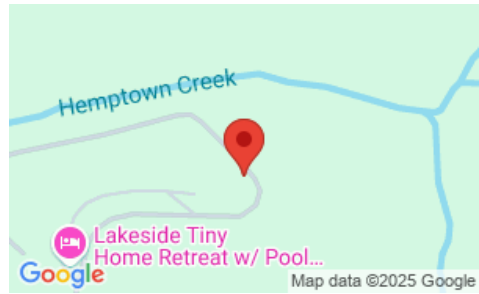 Hemptown Creek
Lakeside Tiny
Home Retreat w/ Pool...
Google
Map data ©2025 Google